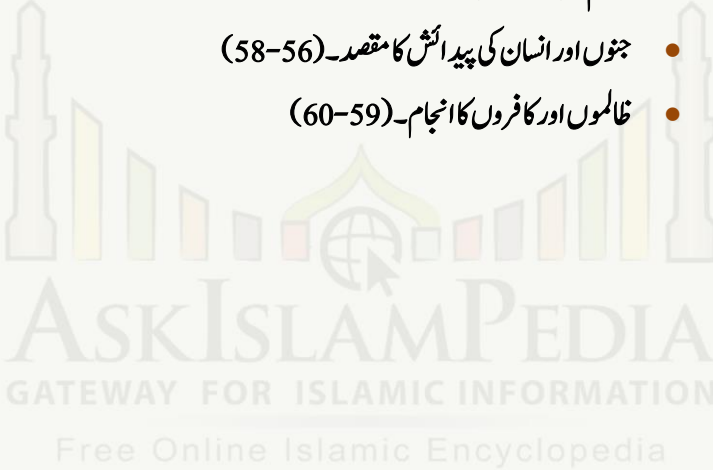 جنوں اور انسان کی پیدائش کا مقصد۔(56-58)
ظالموں اور کافروں کا انجام۔(59-60)
ASKISLAMPEDIA
GATEWAY FOR ISLAMIC INFORMATION
Free Online Islamic Encyclopedia